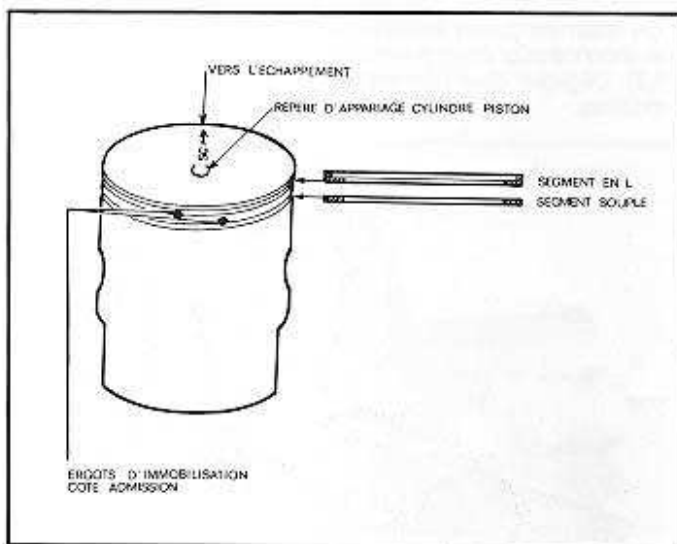 VERS L'ECHAPPEMENT
REPERE D'APPARIAGE CYLINDRE PISTON
SEGMENT EN L
SEGMENT SOUPLE
ERGOTS D'IMMOBILISATION
COTE ADMISSION